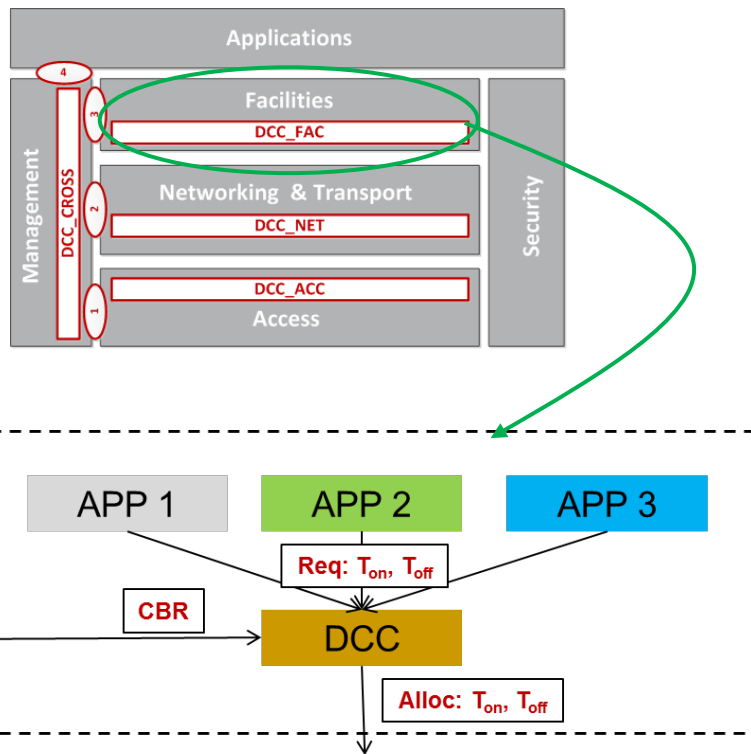 Applications
4
Management
DCC_CROSS
3
Facilities
DCC_FAC
2
Networking & Transport
DCC_NET
1
DCC_ACC
Access
Security
APP 1
APP 2
APP 3
Req: Ton, Toff
CBR
DCC
Alloc: Ton, Toff